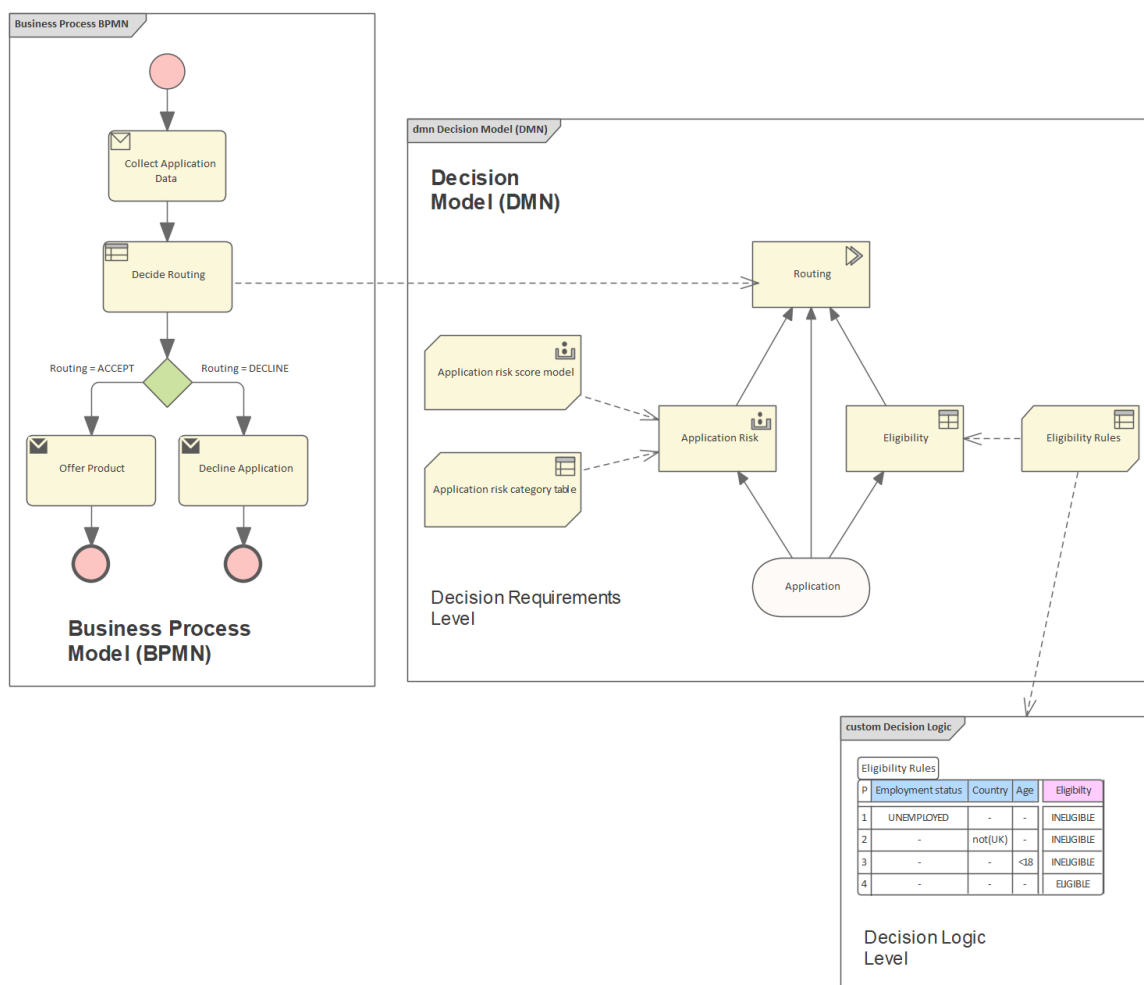 Business Process BPMN
Collect Application
Data
Decide Routing
Routing = ACCEPT
Routing = DECLINE
Offer Product
Decline Application
Business Process
Model (BPMN)
dmn Decision Model (DMN)
Decision
Model (DMN)
Routing
Application risk score model
Application Risk
Eligibility
Eligibility Rules
Application risk category table
Application
Decision Requirements
Level
custom Decision Logic
Eligibility Rules
P Employment status Country Age Eligibilty
1 UNEMPLOYED - - INELIGIBLE
2 - not(UK) - INELIGIBLE
3 - - <18 INELIGIBLE
4 - - - ELIGIBLE
Decision Logic
Level